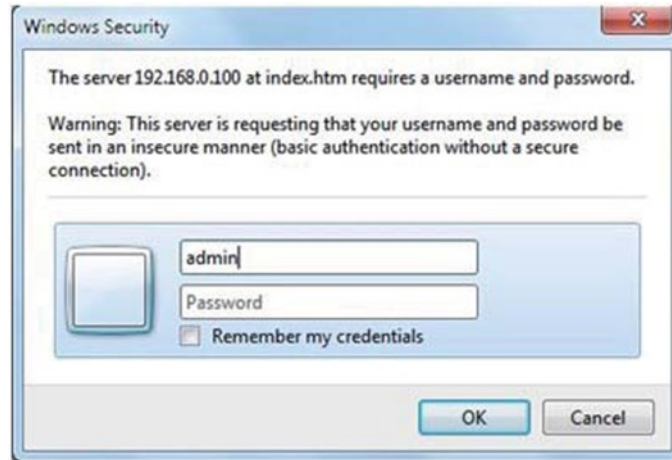 Windows Security
The server 192.168.0.100 at index.htm requires a username and password.
Warning: This server is requesting that your username and password be
sent in an insecure manner (basic authentication without a secure
connection).
admin
Password
Remember my credentials
OK Cancel